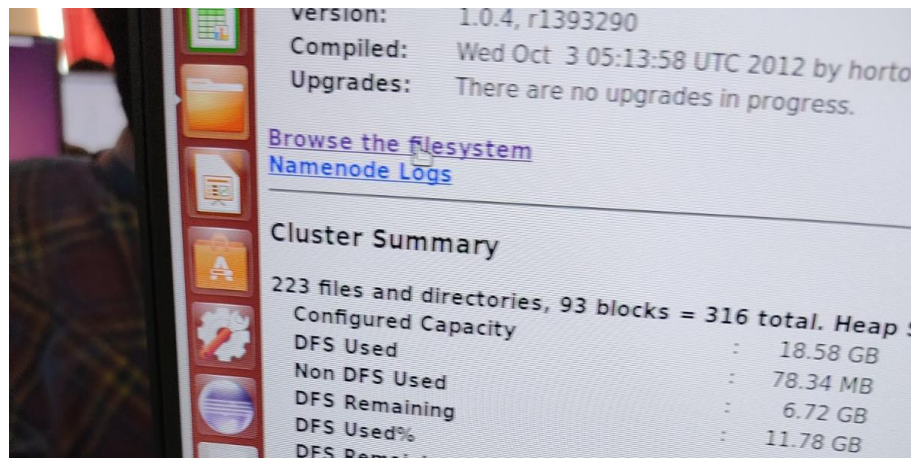 Version: 1.0.4, r1393290
Compiled: Wed Oct 3 05:13:58 UTC 2012 by horto
Upgrades: There are no upgrades in progress.
Browse the filesystem
Namenode Logs
Cluster Summary
223 files and directories, 93 blocks = 316 total. Heap
Configured Capacity : 18.58 GB
DFS Used : 78.34 MB
Non DFS Used : 6.72 GB
DFS Remaining : 11.78 GB
DFS Used%
DFS